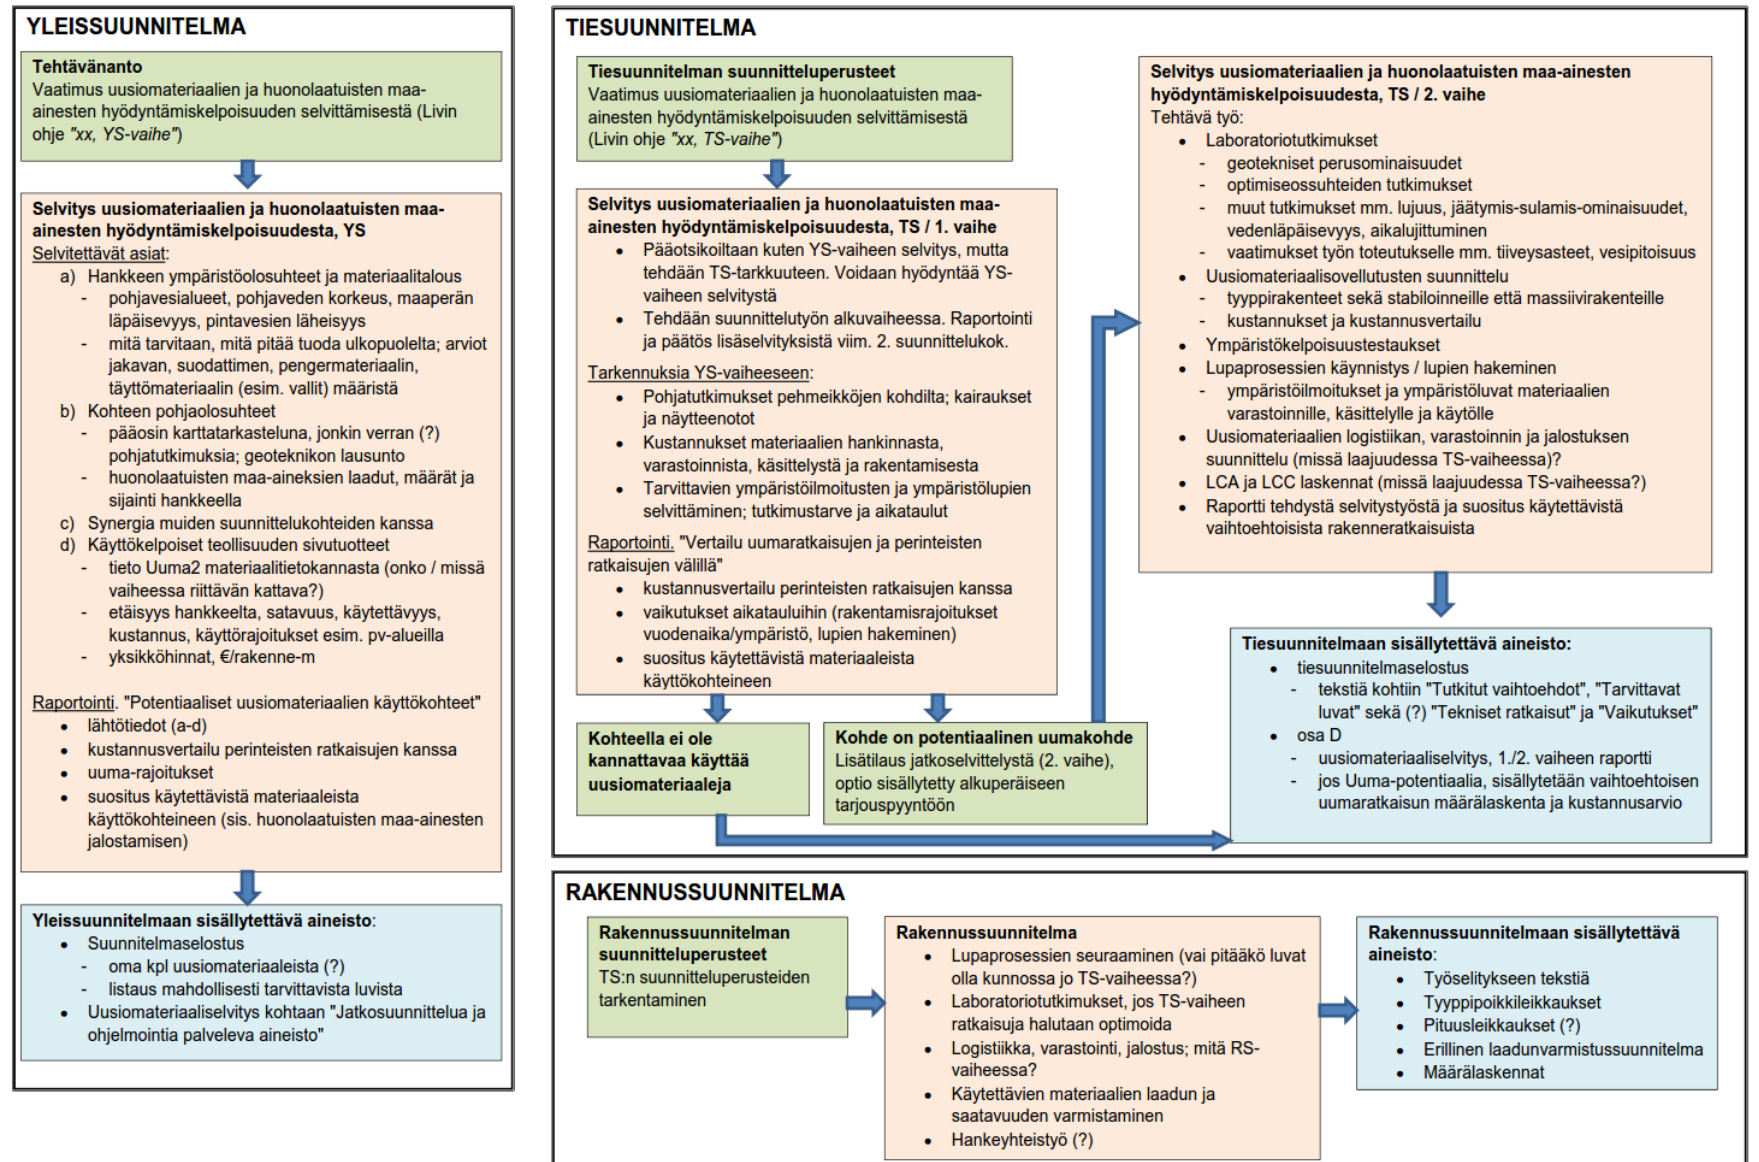 YLEISSUUNNITELMA
Tehtävänanto
Vaatimus uusiomateriaalien ja huonolaatuisten maa-
ainesten hyödyntämiskelpoisuuden selvittämisestä (Livin
ohje "xx, YS-vaihe")
Selvitys uusiomateriaalien ja huonolaatuisten maa-
ainesten hyödyntämiskelpoisuudesta, YS
Selvitettävät asiat:
a) Hankkeen ympäristöolosuhteet ja materiaalitalous
- pohjavesialueet, pohjaveden korkeus, maaperän
läpäisevyys, pintavesien läheisyys
- mitä tarvitaan, mitä pitää tuoda ulkopuolelta; arviot
jakavan, suodattimen, pengermateriaalin,
täyttömateriaalin (esim. vallit) määristä
b) Kohteen pohjaolosuhteet
- pääosin karttatarkasteluna, jonkin verran (?)
pohjatutkimuksia; geoteknikon lausunto
- huonolaatuisten maa-aineksien laadut, määrät ja
sijainti hankkeella
c) Synergia muiden suunnittelukohteiden kanssa
d) Käyttökelpoiset teollisuuden sivutuotteet
- tieto Uuma2 materiaalitietokannasta (onko / missä
vaiheessa riittävän kattava?)
- etäisyys hankkeelta, satavuus, käytettävyys,
kustannus, käyttörajoitukset esim. pv-alueilla
- yksikköhinnat, €/rakenne-m
Raportointi. "Potentiaaliset uusiomateriaalien käyttökohteet"
• lähtötiedot (a-d)
• kustannusvertailu perinteisten ratkaisujen kanssa
• uuma-rajoitukset
• suositus käytettävistä materiaaleista
käyttökohteineen (sis. huonolaatuisten maa-ainesten
jalostamisen)
Yleissuunnitelmaan sisällytettävä aineisto:
• Suunnitelmaselostus
- oma kpl uusiomateriaaleista (?)
- listaus mahdollisesti tarvittavista luvista
• Uusiomateriaaliselvitys kohtaan "Jatkosuunnittelua ja
ohjelmointia palveleva aineisto"
TIESUUNNITELMA
Tiesuunnitelman suunnitteluperusteet
Vaatimus uusiomateriaalien ja huonolaatuisten maa-
ainesten hyödyntämiskelpoisuuden selvittämisestä
(Livin ohje "xx, TS-vaihe")
Selvitys uusiomateriaalien ja huonolaatuisten maa-
ainesten hyödyntämiskelpoisuudesta, TS / 1. vaihe
• Pääotsikoiltaan kuten YS-vaiheen selvitys, mutta
tehdään TS-tarkkuuteen. Voidaan hyödyntää YS-
vaiheen selvitystä
• Tehdään suunnittelutyön alkuvaiheessa. Raportointi
ja päätös lisäselvityksistä viim. 2. suunnittelukok.
Tarkennuksia YS-vaiheeseen:
• Pohjatutkimukset pehmeikköjen kohdilta; kairaukset
ja näytteenotot
• Kustannukset materiaalien hankinnasta,
varastoinnista, käsittelystä ja rakentamisesta
• Tarvittavien ympäristöilmoitusten ja ympäristölupien
selvittäminen; tutkimustarve ja aikataulut
Raportointi. "Vertailu uumaratkaisujen ja perinteisten
ratkaisujen välillä"
• kustannusvertailu perinteisten ratkaisujen kanssa
• vaikutukset aikatauluihin (rakentamisrajoitukset
vuodenaika/ympäristö, lupien hakeminen)
• suositus käytettävistä materiaaleista
käyttökohteineen
Kohteella ei ole
kannattavaa käyttää
uusiomateriaaleja
Kohde on potentiaalinen uumakohde
Lisätilaus jatkoselvittelystä (2. vaihe),
optio sisällytetty alkuperäiseen
tarjouspyyntöön
Selvitys uusiomateriaalien ja huonolaatuisten maa-ainesten
hyödyntämiskelpoisuudesta, TS / 2. vaihe
Tehtävä työ:
• Laboratoriotutkimukset
- geotekniset perusominaisuudet
- optimiseossuhteiden tutkimukset
- muut tutkimukset mm. lujuus, jäätymis-sulamis-ominaisuudet,
vedenläpäisevyys, aikalujittuminen
- vaatimukset työn toteutukselle mm. tiiveysasteet, vesipitoisuus
• Uusiomateriaalisovellutusten suunnittelu
- tyyppirakenteet sekä stabiloinneille että massiivirakenteille
- kustannukset ja kustannusvertailu
• Ympäristökelpoisuustestaukset
• Lupaprosessien käynnistys / lupien hakeminen
- ympäristöilmoitukset ja ympäristöluvat materiaalien
varastoinnille, käsittelylle ja käytölle
• Uusiomateriaalien logistiikan, varastoinnin ja jalostuksen
suunnittelu (missä laajuudessa TS-vaiheessa)?
• LCA ja LCC laskennat (missä laajuudessa TS-vaiheessa?)
• Raportti tehdystä selvitystyöstä ja suositus käytettävistä
vaihtoehtoisista rakenneratkaisuista
Tiesuunnitelmaan sisällytettävä aineisto:
• tiesuunnitelmaselostus
- tekstiä kohtiin "Tutkitut vaihtoehdot", "Tarvittavat
luvat" sekä (?) "Tekniset ratkaisut" ja "Vaikutukset"
• osa D
- uusiomateriaaliselvitys, 1./2. vaiheen raportti
- jos Uuma-potentiaalia, sisällytetään vaihtoehtoisen
uumaratkaisun määrälaskenta ja kustannusarvio
RAKENNUSSUUNNITELMA
Rakennussuunnitelman
suunnitteluperusteet
TS:n suunnitteluperusteiden
tarkentaminen
Rakennussuunnitelma
• Lupaprosessien seuraaminen (vai pitääkö luvat
olla kunnossa jo TS-vaiheessa?)
• Laboratoriotutkimukset, jos TS-vaiheen
ratkaisuja halutaan optimoida
• Logistiikka, varastointi, jalostus; mitä RS-
vaiheessa?
• Käytettävien materiaalien laadun ja
saatavuuden varmistaminen
• Hankeyhteistyö (?)
Rakennussuunnitelmaan sisällytettävä
aineisto:
• Työselitykseen tekstiä
• Tyyppipoikkileikkaukset
• Pituusleikkaukset (?)
• Erillinen laadunvarmistussuunnitelma
• Määrälaskennat